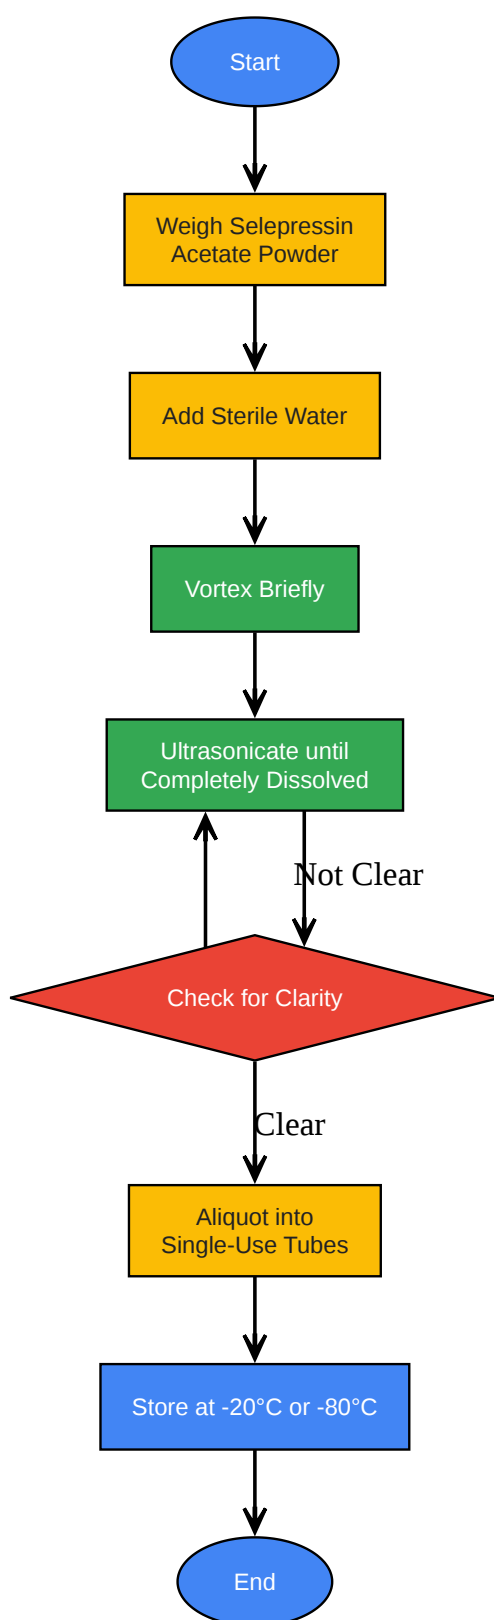 Start
Weigh Selepressin
Acetate Powder
Add Sterile Water
Vortex Briefly
Ultrasonicate until
Completely Dissolved
Not Clear
Check for Clarity
Clear
Aliquot into
Single-Use Tubes
Store at -20°C or -80°C
End